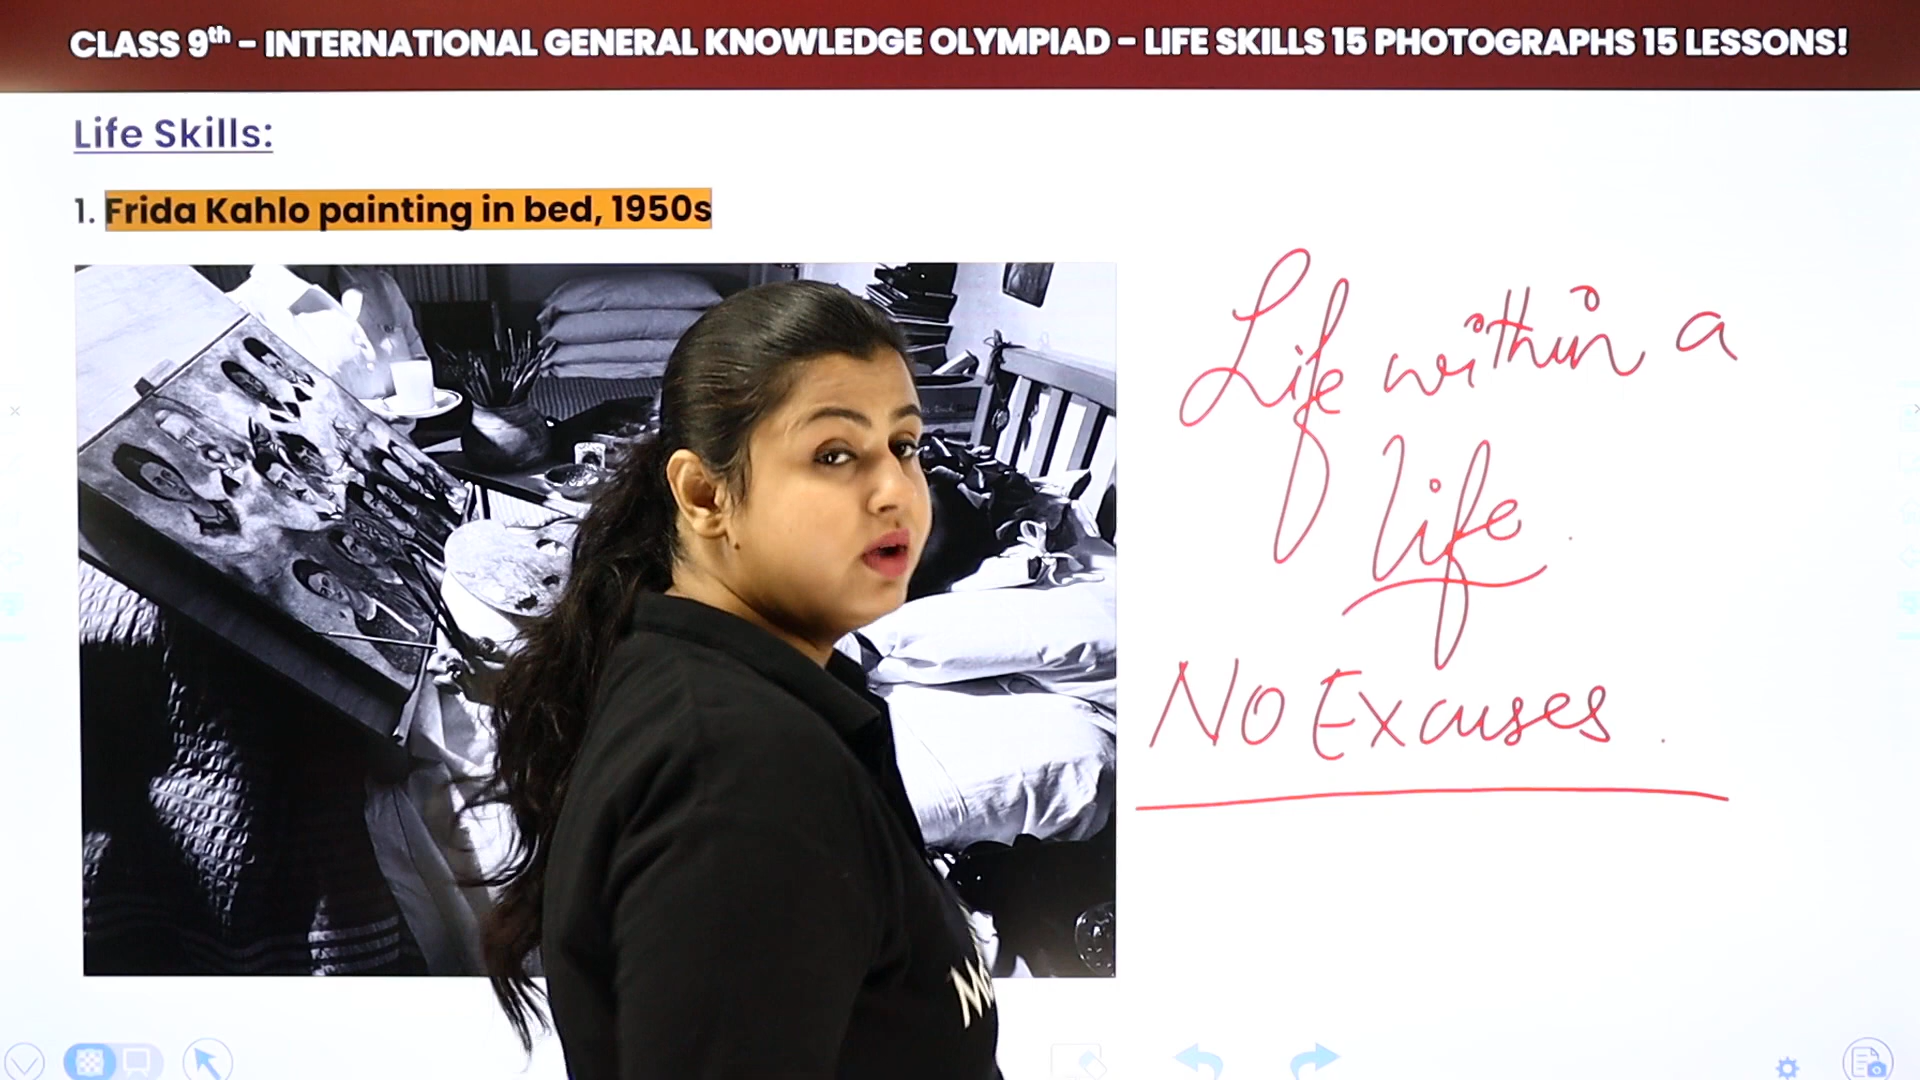 CLASS 9th – INTERNATIONAL GENERAL KNOWLEDGE OLYMPIAD – LIFE SKILLS 15 PHOTOGRAPHS 15 LESSONS!
Life Skills:
1. Frida Kahlo painting in bed, 1950s
Life within a
Life
No Excuses.